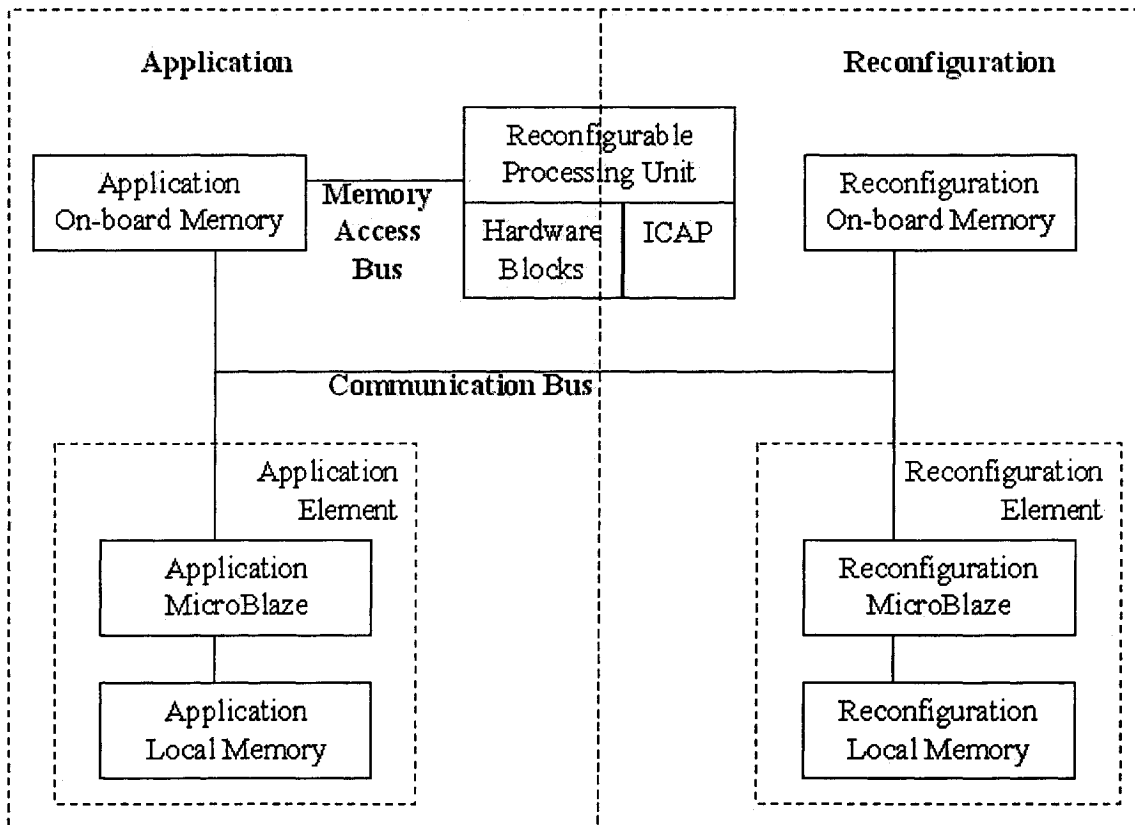 Application
Reconfiguration
Reconfigurable
Processing Unit
Application
On-board Memory
Memory
Access
Bus
Hardware
Blocks
ICAP
Reconfiguration
On-board Memory
Communication Bus
Application
Element
Reconfiguration
Element
Application
MicroBlaze
Reconfiguration
MicroBlaze
Application
Local Memory
Reconfiguration
Local Memory